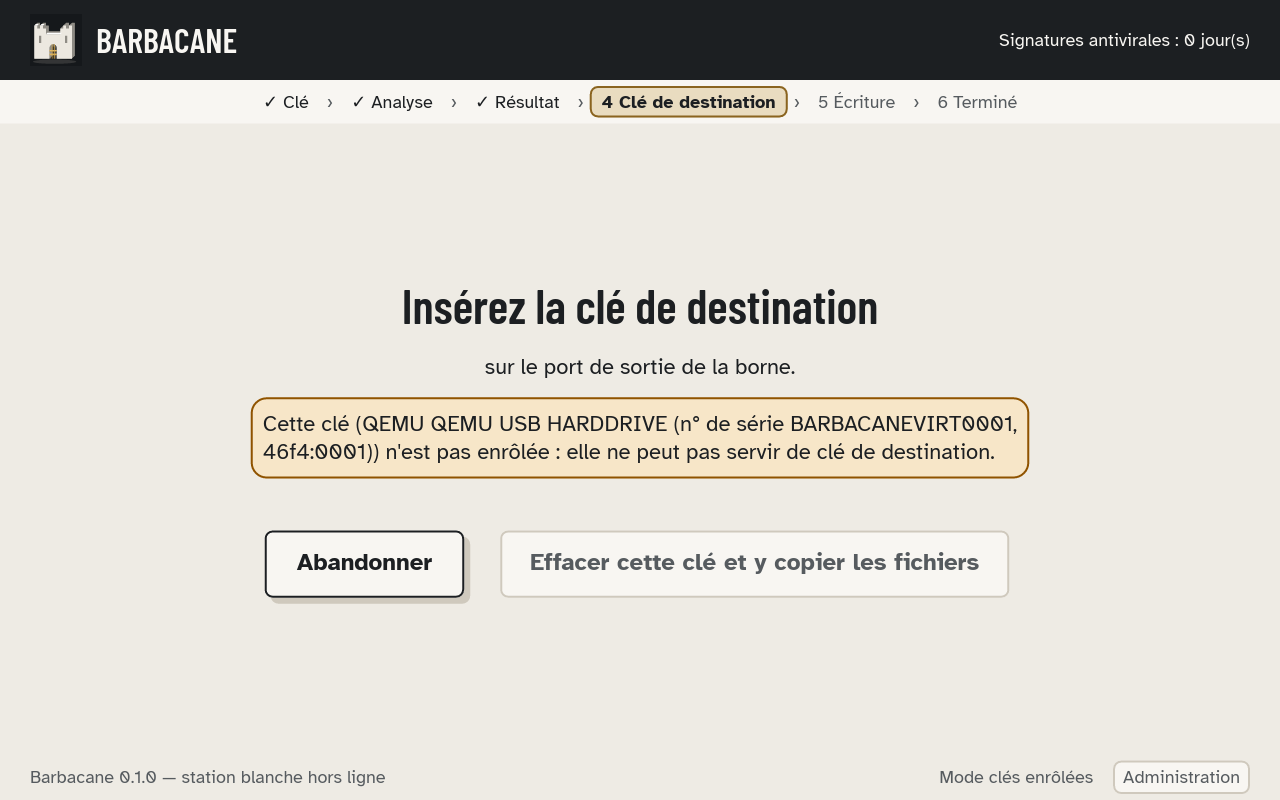 BARBACANE
Signatures antivirales : 0 jour(s)
✓ Clé › ✓ Analyse › ✓ Résultat › 4 Clé de destination › 5 Écriture › 6 Terminé
Insérez la clé de destination
sur le port de sortie de la borne.
Cette clé (QEMU QEMU USB HARDDRIVE (n° de série BARBACANEVIRT0001,
46f4:0001)) n'est pas enrôlée : elle ne peut pas servir de clé de destination.
Abandonner
Effacer cette clé et y copier les fichiers
Barbacane 0.1.0 — station blanche hors ligne
Mode clés enrôlées
Administration